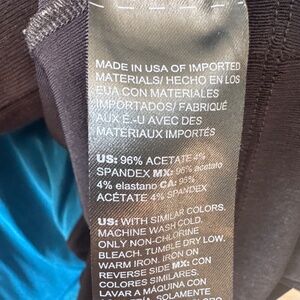 MADE IN USA OF IMPORTED
MATERIALS/ HECHO EN LOS
EUA CON MATERIALES
IMPORTADOS/ FABRIQUÉ
AUX É.-U AVEC DES
MATÉRIAUX IMPORTÉS
US: 96% ACETATE 4%
SPANDEX MX: 96% acetato
4% elastano CA: 96%
ACÉTATE 4% SPANDEX
US: WITH SIMILAR COLORS.
MACHINE WASH COLD.
ONLY NON-CHLORINE
BLEACH. TUMBLE DRY LOW.
WARM IRON. IRON ON
REVERSE SIDE MX: CON
COLORES SIMILARES.
LAVAR A MÁQUINA CON
SOLAMENTE